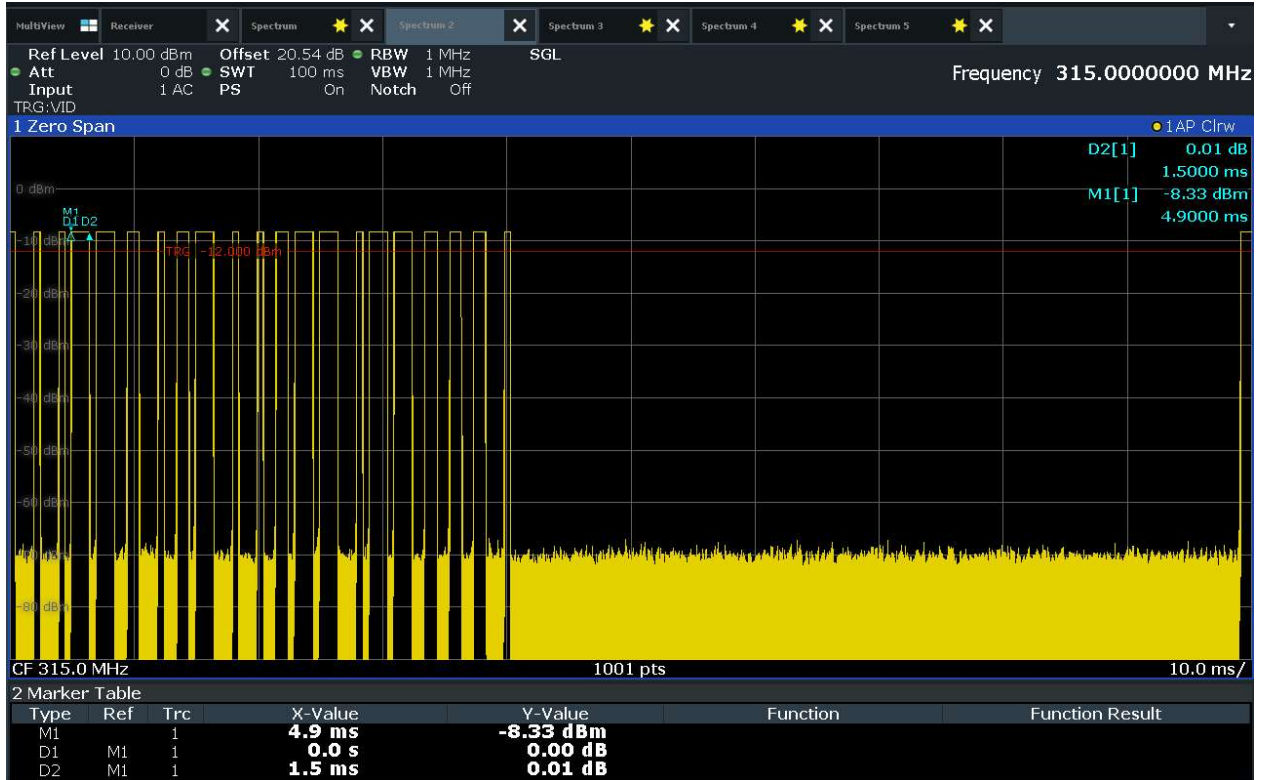 MultiView Receiver Spectrum Spectrum 2 Spectrum 3 Spectrum 4 Spectrum 5
Ref Level 10.00 dBm Offset 20.54 dB RBW 1 MHz SGL
Att 0 dB SWT 100 ms VBW 1 MHz Frequency 315.0000000 MHz
Input 1 AC PS On Notch Off
TRG:VID
1 Zero Span 1AP Clrw
D2[1] 0.01 dB
1.5000 ms
0 dBm M1[1] -8.33 dBm
M1 4.9000 ms
D1 D2
-10 dBm
TRG -12.000 dBm
-20 dBm
-30 dBm
-40 dBm
-50 dBm
-60 dBm
-80 dBm
CF 315.0 MHz 1001 pts 10.0 ms/
2 Marker Table
Type Ref Trc X-Value Y-Value Function Function Result
M1 1 4.9 ms -8.33 dBm
D1 M1 1 0.0 s 0.00 dB
D2 M1 1 1.5 ms 0.01 dB